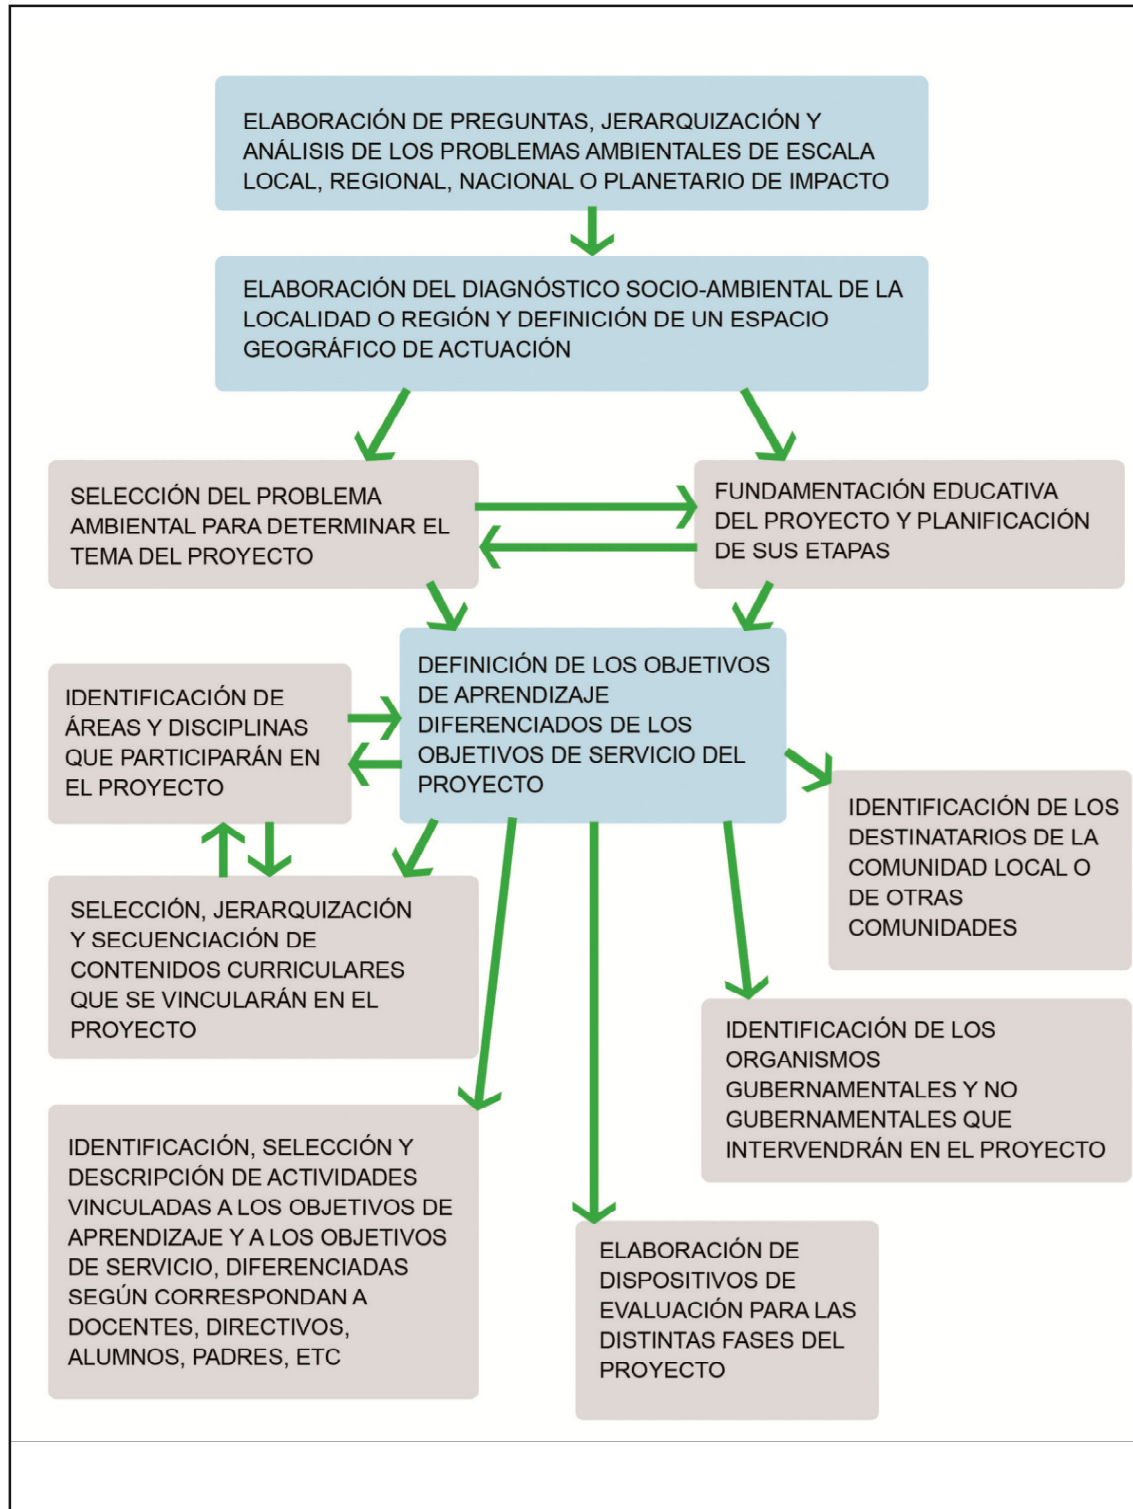 ELABORACIÓN DE PREGUNTAS, JERARQUIZACIÓN Y
ANÁLISIS DE LOS PROBLEMAS AMBIENTALES DE ESCALA
LOCAL, REGIONAL, NACIONAL O PLANETARIO DE IMPACTO
ELABORACIÓN DEL DIAGNÓSTICO SOCIO-AMBIENTAL DE LA
LOCALIDAD O REGIÓN Y DEFINICIÓN DE UN ESPACIO
GEOGRÁFICO DE ACTUACIÓN
SELECCIÓN DEL PROBLEMA
AMBIENTAL PARA DETERMINAR EL
TEMA DEL PROYECTO
FUNDAMENTACIÓN EDUCATIVA
DEL PROYECTO Y PLANIFICACIÓN
DE SUS ETAPAS
DEFINICIÓN DE LOS OBJETIVOS
DE APRENDIZAJE
DIFERENCIADOS DE LOS
OBJETIVOS DE SERVICIO DEL
PROYECTO
IDENTIFICACIÓN DE
ÁREAS Y DISCIPLINAS
QUE PARTICIPARÁN EN
EL PROYECTO
IDENTIFICACIÓN DE LOS
DESTINATARIOS DE LA
COMUNIDAD LOCAL O
DE OTRAS
COMUNIDADES
SELECCIÓN, JERARQUIZACIÓN
Y SECUENCIACIÓN DE
CONTENIDOS CURRICULARES
QUE SE VINCULARÁN EN EL
PROYECTO
IDENTIFICACIÓN DE LOS
ORGANISMOS
GUBERNAMENTALES Y NO
GUBERNAMENTALES QUE
INTERVENDRÁN EN EL PROYECTO
IDENTIFICACIÓN, SELECCIÓN Y
DESCRIPCIÓN DE ACTIVIDADES
VINCULADAS A LOS OBJETIVOS DE
APRENDIZAJE Y A LOS OBJETIVOS
DE SERVICIO, DIFERENCIADAS
SEGÚN CORRESPONDAN A
DOCENTES, DIRECTIVOS,
ALUMNOS, PADRES, ETC
ELABORACIÓN DE
DISPOSITIVOS DE
EVALUACIÓN PARA LAS
DISTINTAS FASES DEL
PROYECTO